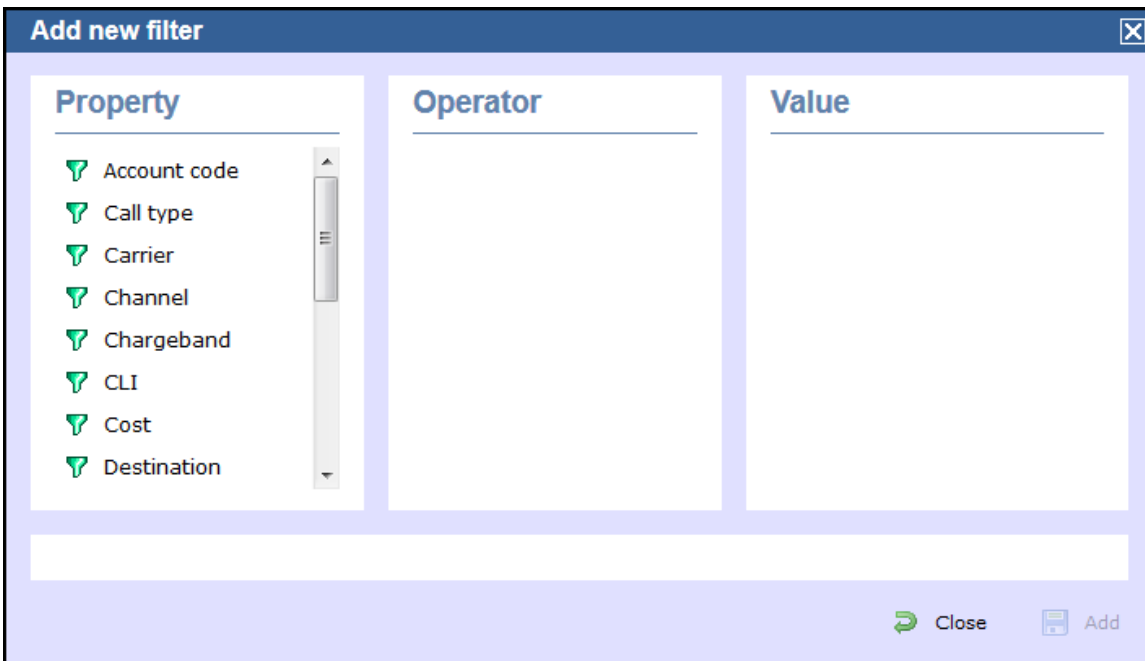 Add new filter
Property
Operator
Value
Account code
Call type
Carrier
Channel
Chargeband
CLI
Cost
Destination
Close
Add